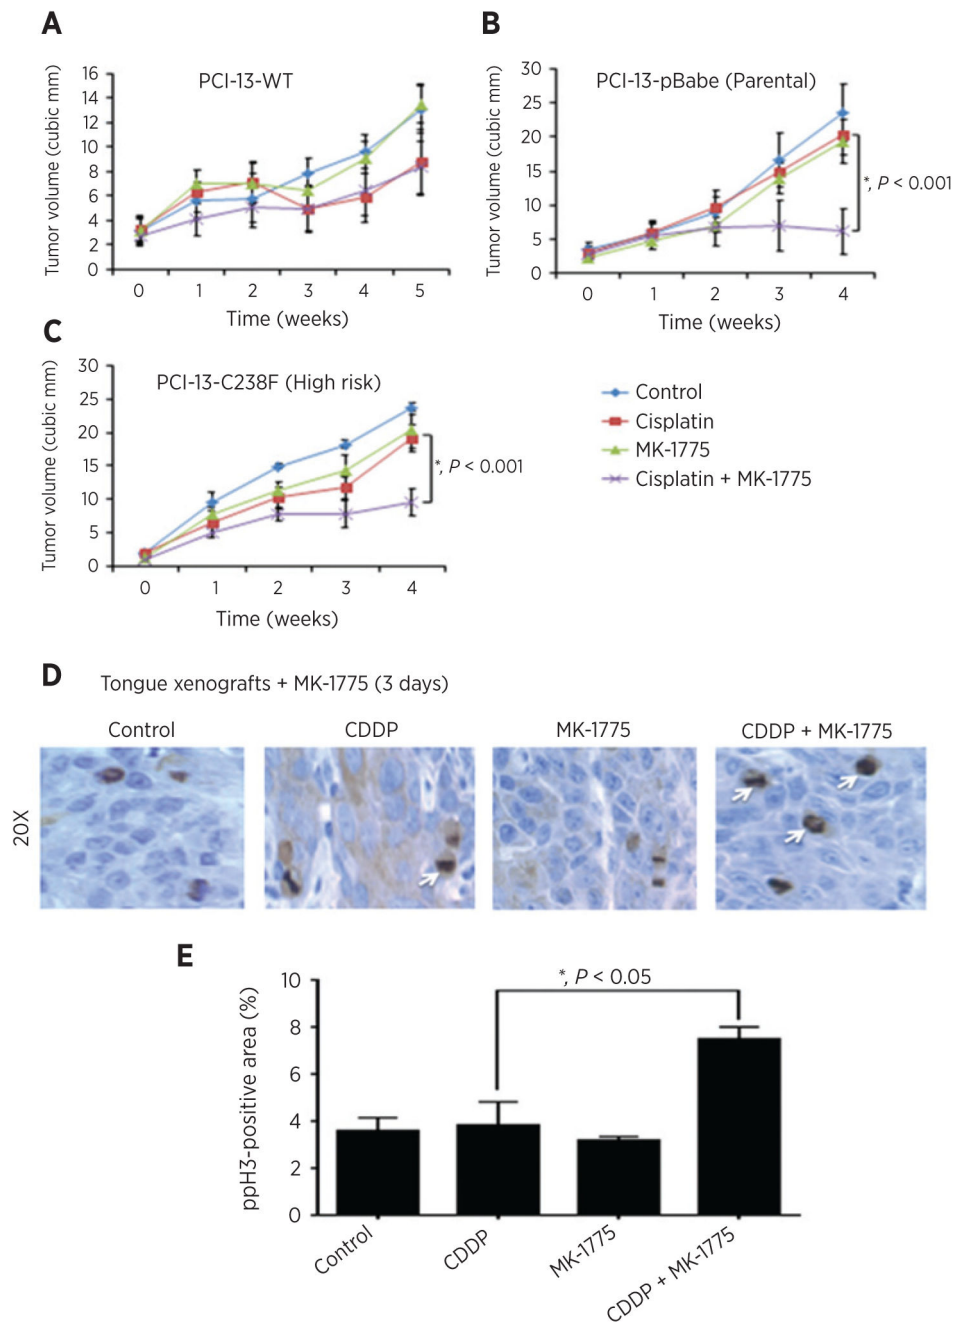 A
PCI-13-WT
Tumor volume (cubic mm)
16
14
12
10
8
6
4
2
0
0 1 2 3 4 5
Time (weeks)
B
PCI-13-pBabe (Parental)
Tumor volume (cubic mm)
30
25
20
15
10
5
0
*, P < 0.001
0 1 2 3 4
Time (weeks)
C
PCI-13-C238F (High risk)
Tumor volume (cubic mm)
30
25
20
15
10
5
0
*, P < 0.001
0 1 2 3 4
Time (weeks)
Control
Cisplatin
MK-1775
Cisplatin + MK-1775
D
Tongue xenografts + MK-1775 (3 days)
Control CDDP MK-1775 CDDP + MK-1775
20X
E
*, P < 0.05
ppH3-positive area (%)
10
8
6
4
2
0
Control
CDDP
MK-1775
CDDP + MK-1775